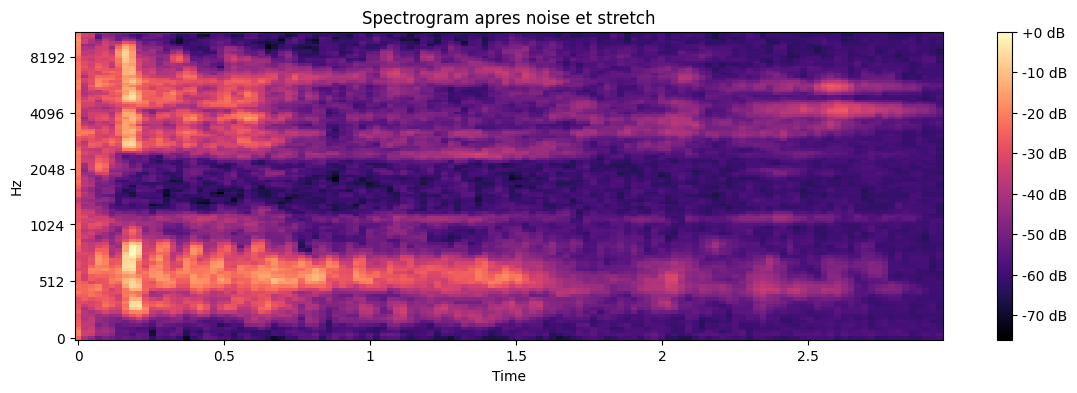 Spectrogram apres noise et stretch
Hz
8192
4096
2048
1024
512
0
0
0.5
1
1.5
2
2.5
Time
+0 dB
-10 dB
-20 dB
-30 dB
-40 dB
-50 dB
-60 dB
-70 dB